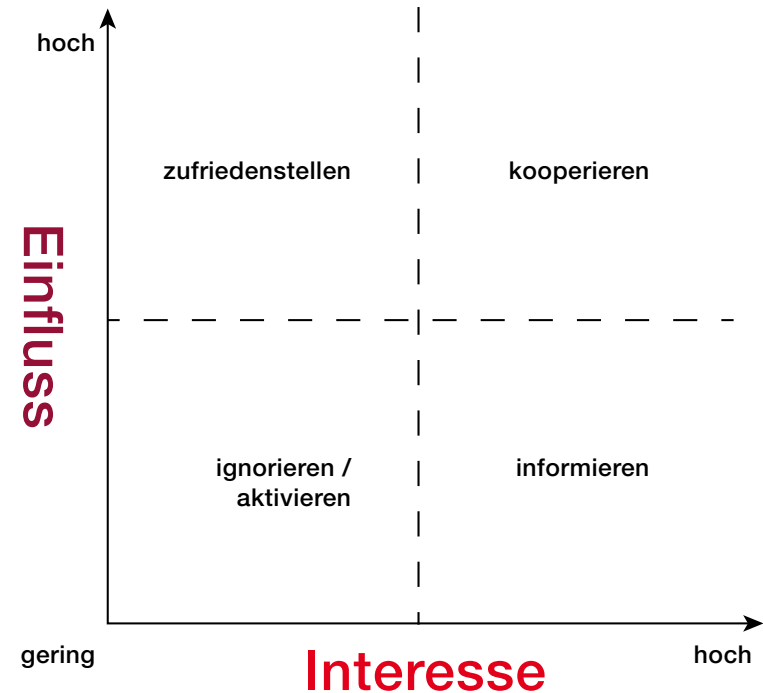 hoch
zufriedenstellen
kooperieren
Einfluss
ignorieren /
aktivieren
informieren
gering
Interesse
hoch